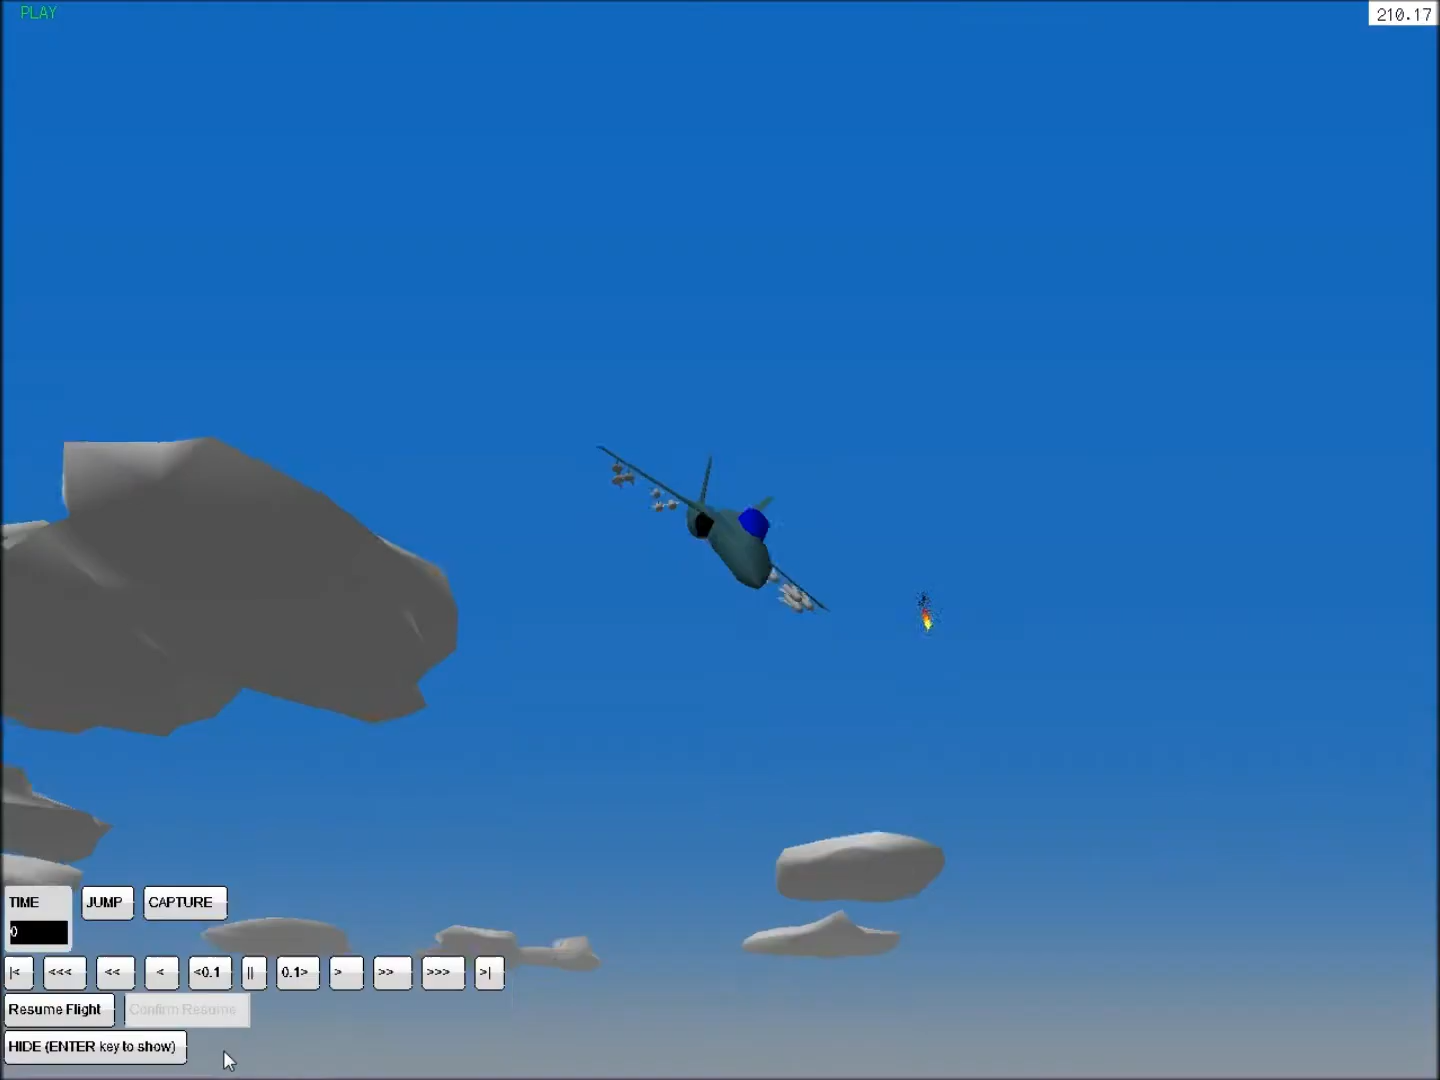 PLAY
210.17
TIME
JUMP
CAPTURE
0
|<
<<<
<<
<
<0.1
||
0.1>
>
>>
>>>
>|
Resume Flight
Confirm Resume
HIDE (ENTER key to show)